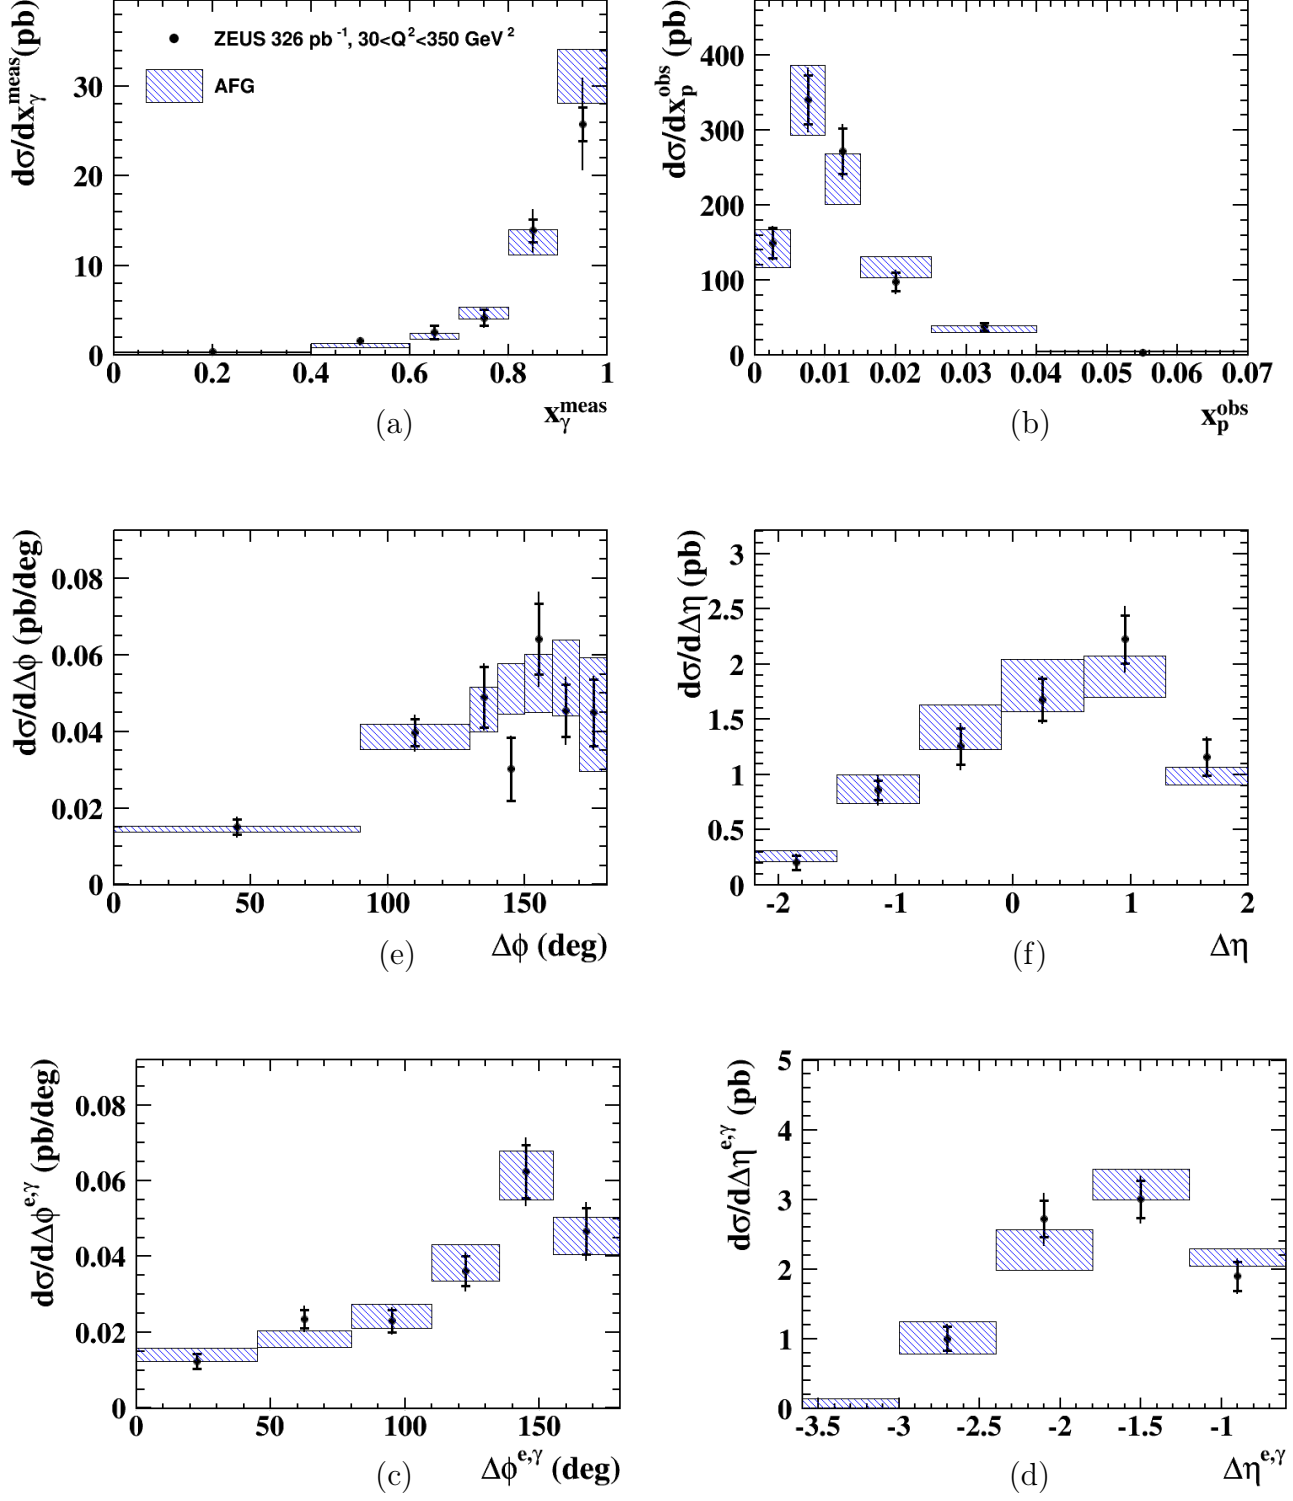 dσ/dx_γ^meas (pb)
ZEUS 326 pb⁻¹, 30<Q²<350 GeV²
AFG
30
20
10
0
0 0.2 0.4 0.6 0.8 1
x_γ^meas
(a)
dσ/dx_p^obs (pb)
400
300
200
100
0
0 0.01 0.02 0.03 0.04 0.05 0.06 0.07
x_p^obs
(b)
dσ/dΔϕ (pb/deg)
0.08
0.06
0.04
0.02
0
0 50 100 150
Δϕ (deg)
(e)
dσ/dΔη (pb)
3
2.5
2
1.5
1
0.5
0
-2 -1 0 1 2
Δη
(f)
dσ/dΔϕ^e,γ (pb/deg)
0.08
0.06
0.04
0.02
0
0 50 100 150
Δϕ^e,γ (deg)
(c)
dσ/dΔη^e,γ (pb)
5
4
3
2
1
0
-3.5 -3 -2.5 -2 -1.5 -1
Δη^e,γ
(d)